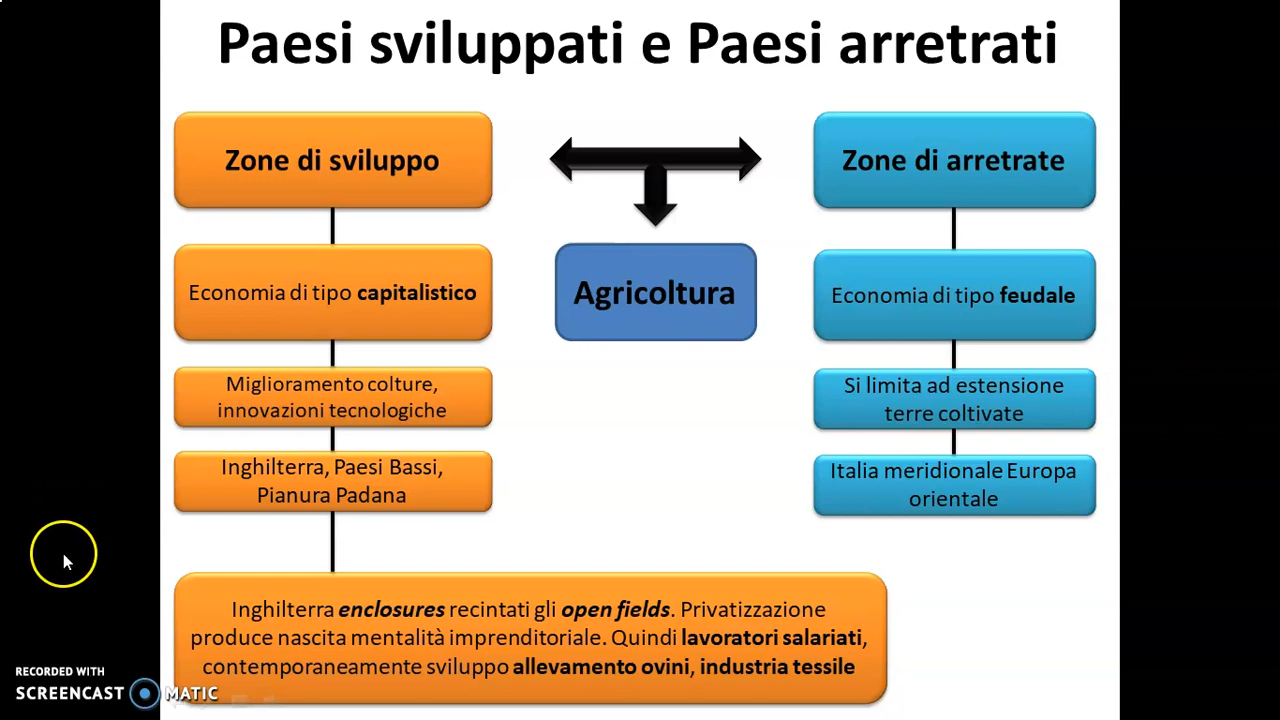 Paesi sviluppati e Paesi arretrati
Zone di sviluppo
Zone di arretrate
Economia di tipo capitalistico
Agricoltura
Economia di tipo feudale
Miglioramento colture,
innovazioni tecnologiche
Si limita ad estensione
terre coltivate
Inghilterra, Paesi Bassi,
Pianura Padana
Italia meridionale Europa
orientale
Inghilterra enclosures recintati gli open fields. Privatizzazione
produce nascita mentalità imprenditoriale. Quindi lavoratori salariati,
contemporaneamente sviluppo allevamento ovini, industria tessile
RECORDED WITH
SCREENCAST MATIC